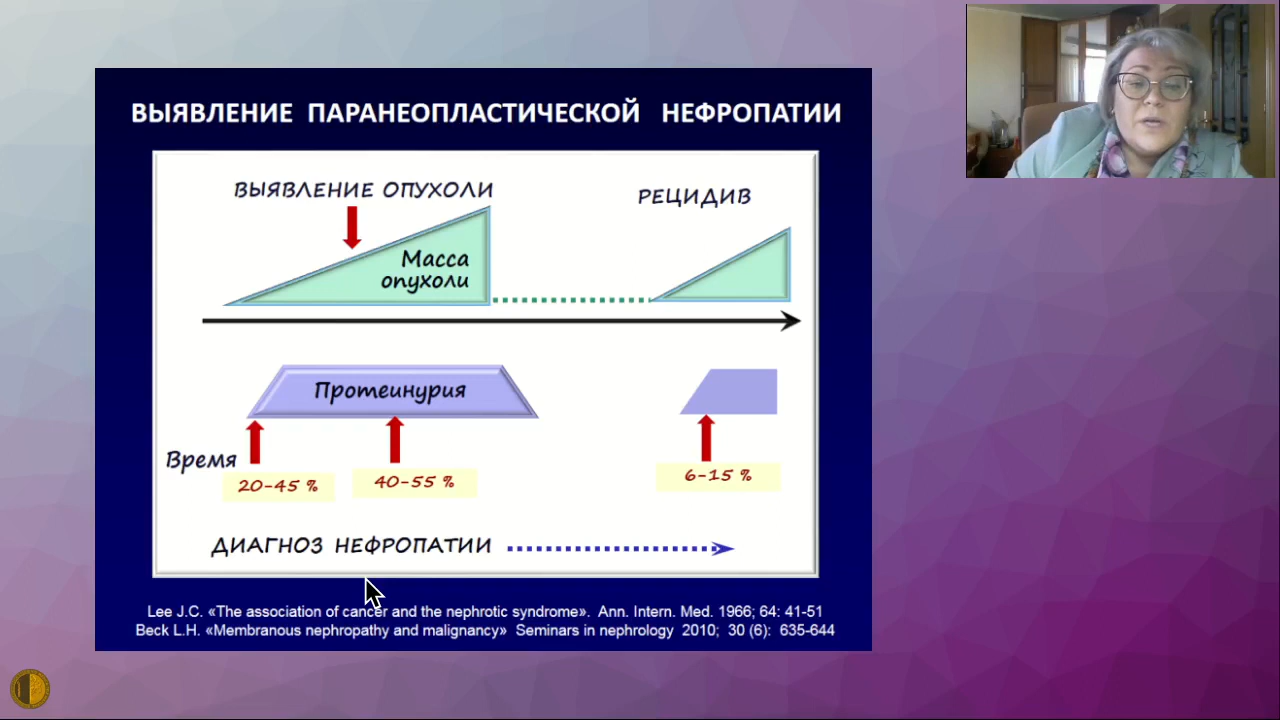 ВЫЯВЛЕНИЕ ПАРАНЕОПЛАСТИЧЕСКОЙ НЕФРОПАТИИ
ВЫЯВЛЕНИЕ ОПУХОЛИ
РЕЦИДИВ
Масса
опухоли
Протеинурия
Время
20-45 %
40-55 %
6-15 %
ДИАГНОЗ НЕФРОПАТИИ
Lee J.C. «The association of cancer and the nephrotic syndrome». Ann. Intern. Med. 1966; 64: 41-51
Beck L.H. «Membranous nephropathy and malignancy» Seminars in nephrology 2010; 30 (6): 635-644